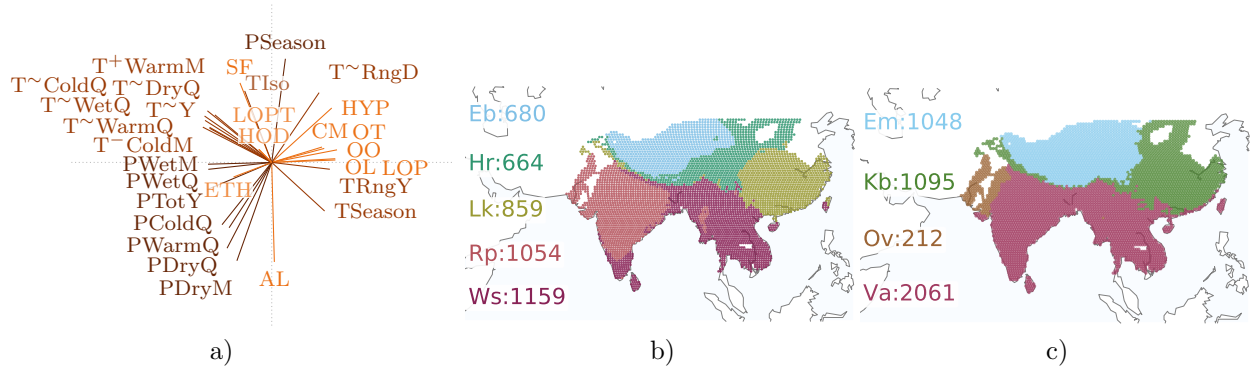 PSeason
T+WarmM
SF
T~RngD
TIso
T~ColdQ
T~DryQ
T~WetQ
T~Y
HYP
LOPT
T~WarmQ
HOD
CM
OT
T−ColdM
OO
PWetM
OL
LOP
PWetQ
ETH
TRngY
PTotY
TSeason
PColdQ
PWarmQ
PDryQ
AL
PDryM
a)
Eb:680
Hr:664
Lk:859
Rp:1054
Ws:1159
b)
Em:1048
Kb:1095
Ov:212
Va:2061
c)